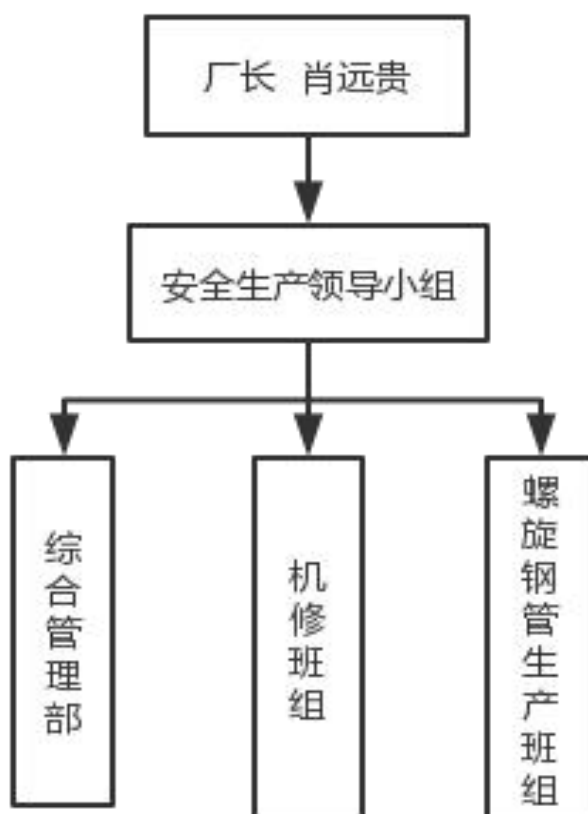 厂长 肖远贵
安全生产领导小组
综合管理部
机修班组
螺旋钢管生产班组